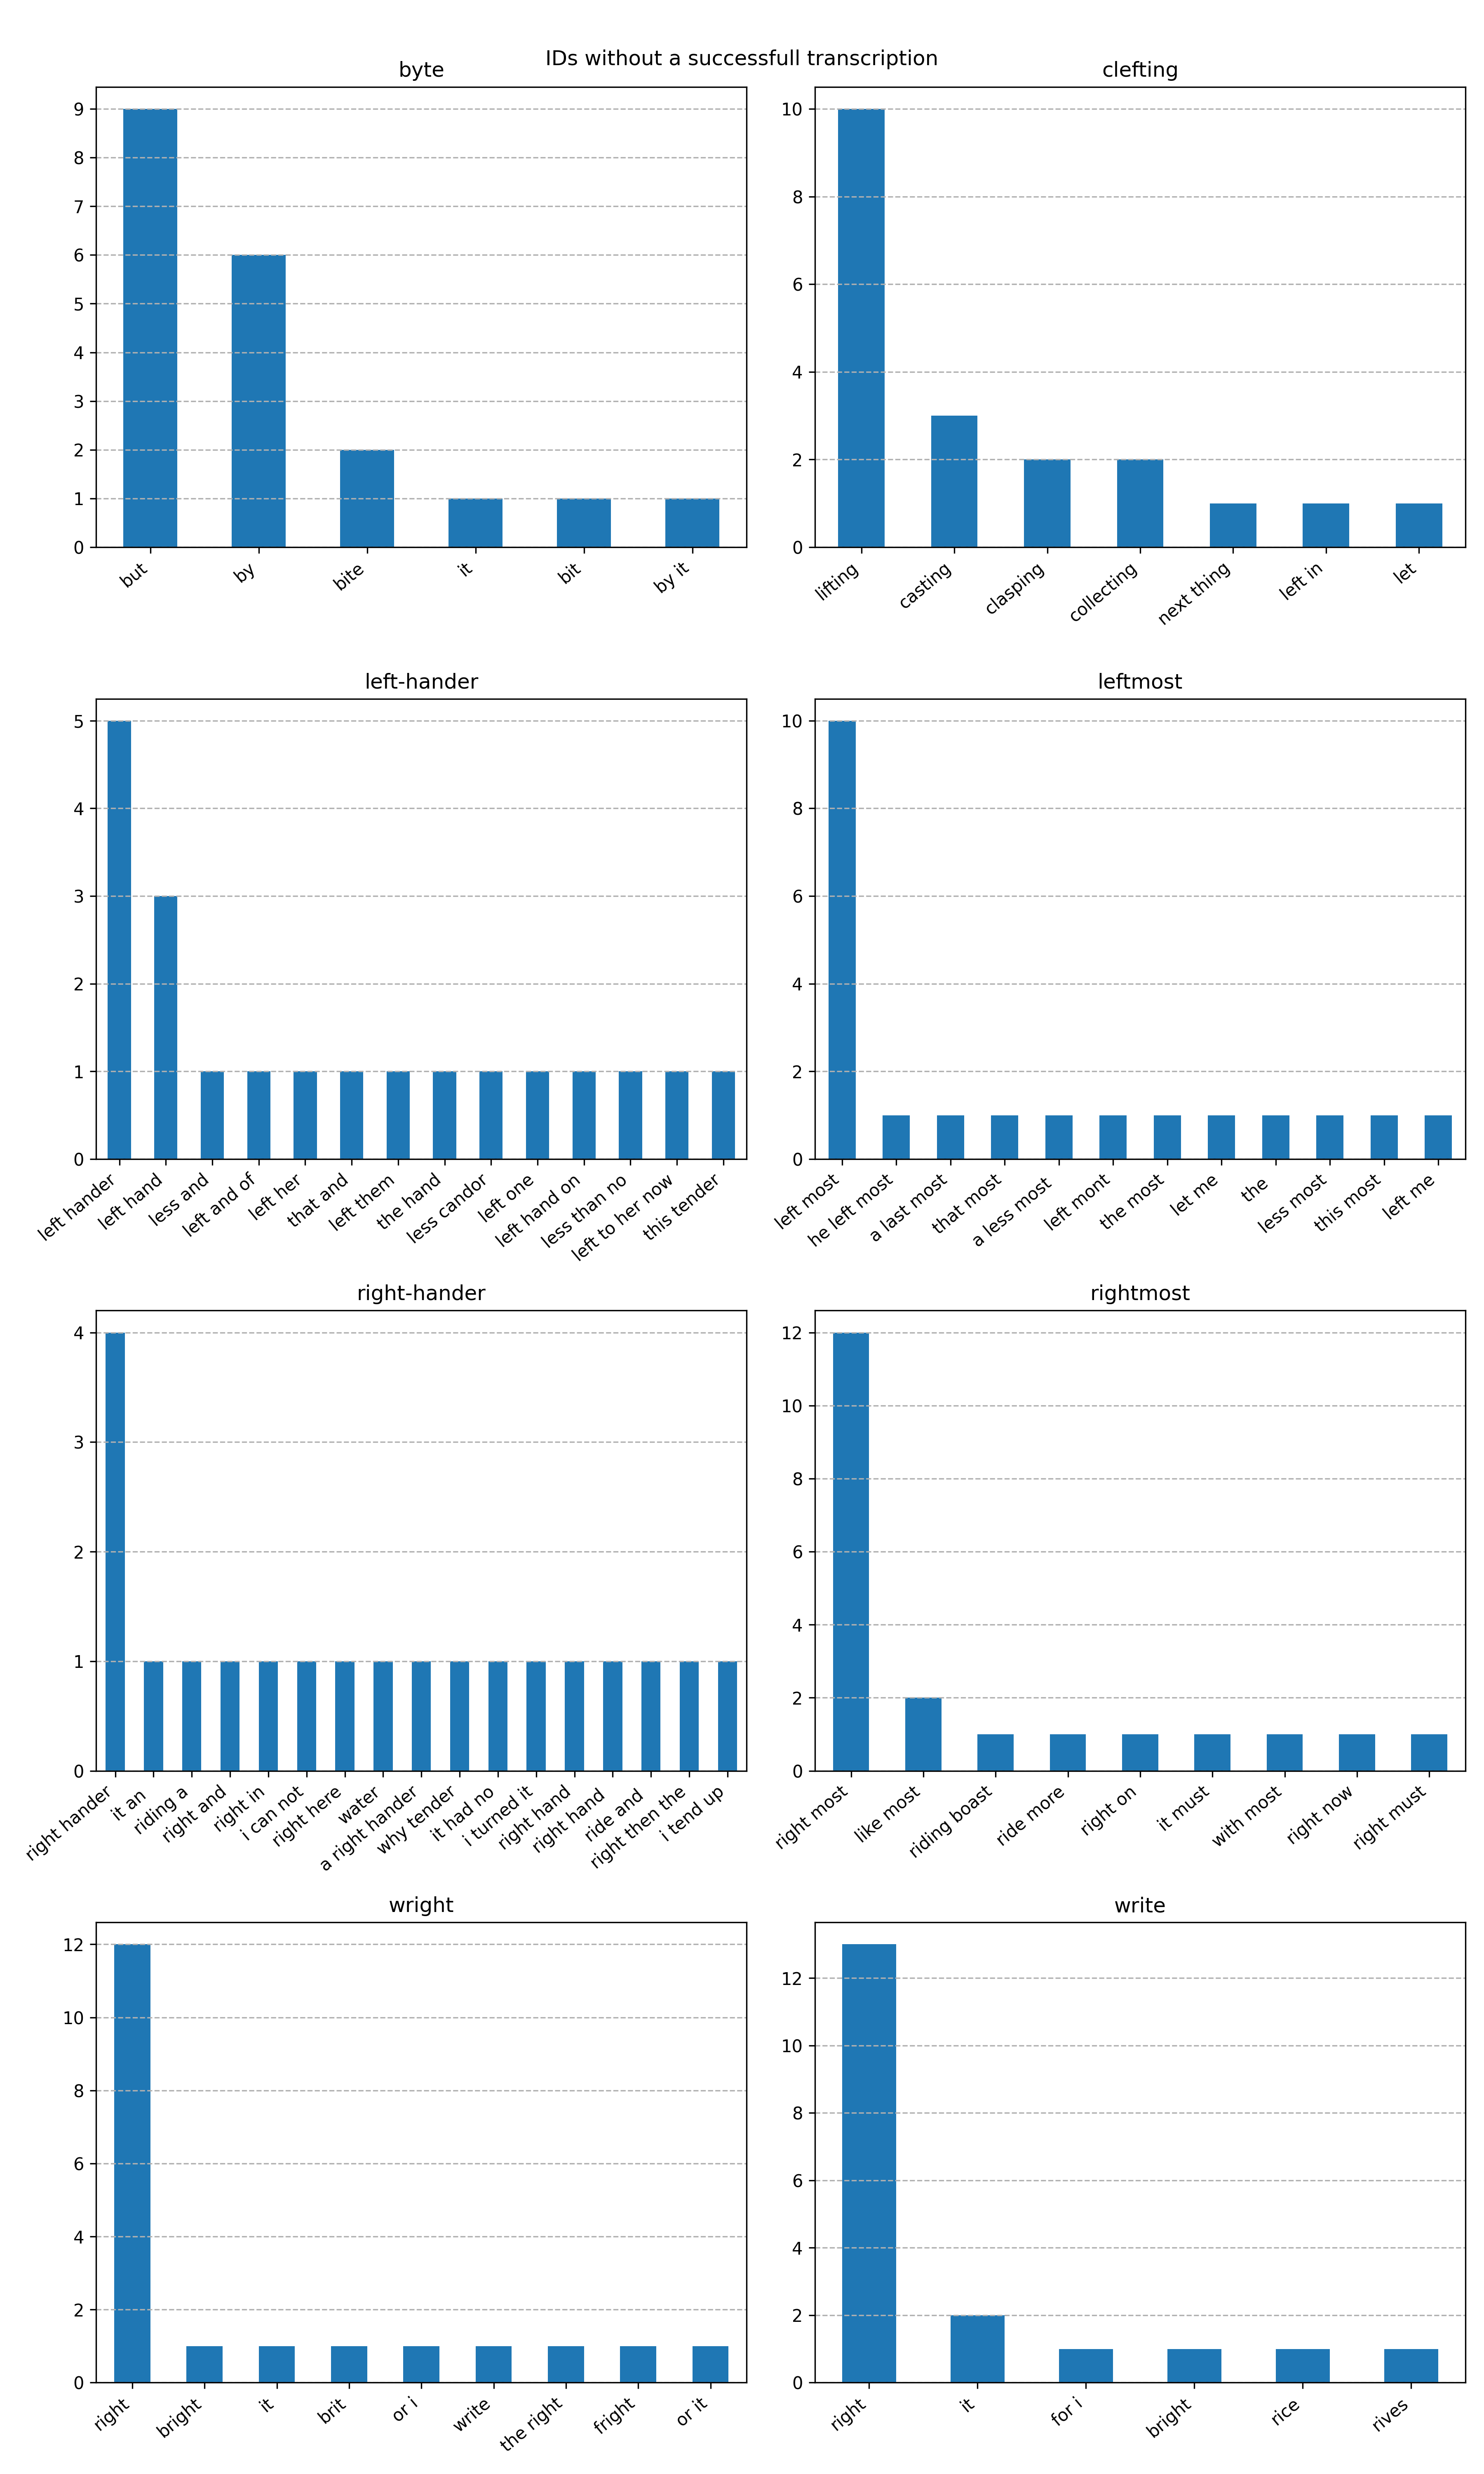 IDs without a successfull transcription
byte
9
8
7
6
5
4
3
2
1
0
but
by
bite
it
bit
by it
clefting
10
8
6
4
2
0
lifting
casting
clasping
collecting
next thing
left in
let
left-hander
5
4
3
2
1
0
left hander
left hand
less and
left and of
left her
that and
left them
the hand
less candor
left one
left hand on
less than no
left to her now
this tender
leftmost
10
8
6
4
2
0
left most
he left most
a last most
that most
a less most
left mont
the most
let me
the
less most
this most
left me
right-hander
4
3
2
1
0
right hander
it an
riding a
right and
right in
i can not
right here
water
a right hander
why tender
it had no
i turned it
right hand
right hand
ride and
right then the
i tend up
rightmost
12
10
8
6
4
2
0
right most
like most
riding boast
ride more
right on
it must
with most
right now
right must
wright
12
10
8
6
4
2
0
right
bright
it
brit
or i
write
the right
fright
or it
write
12
10
8
6
4
2
0
right
it
for i
bright
rice
rives